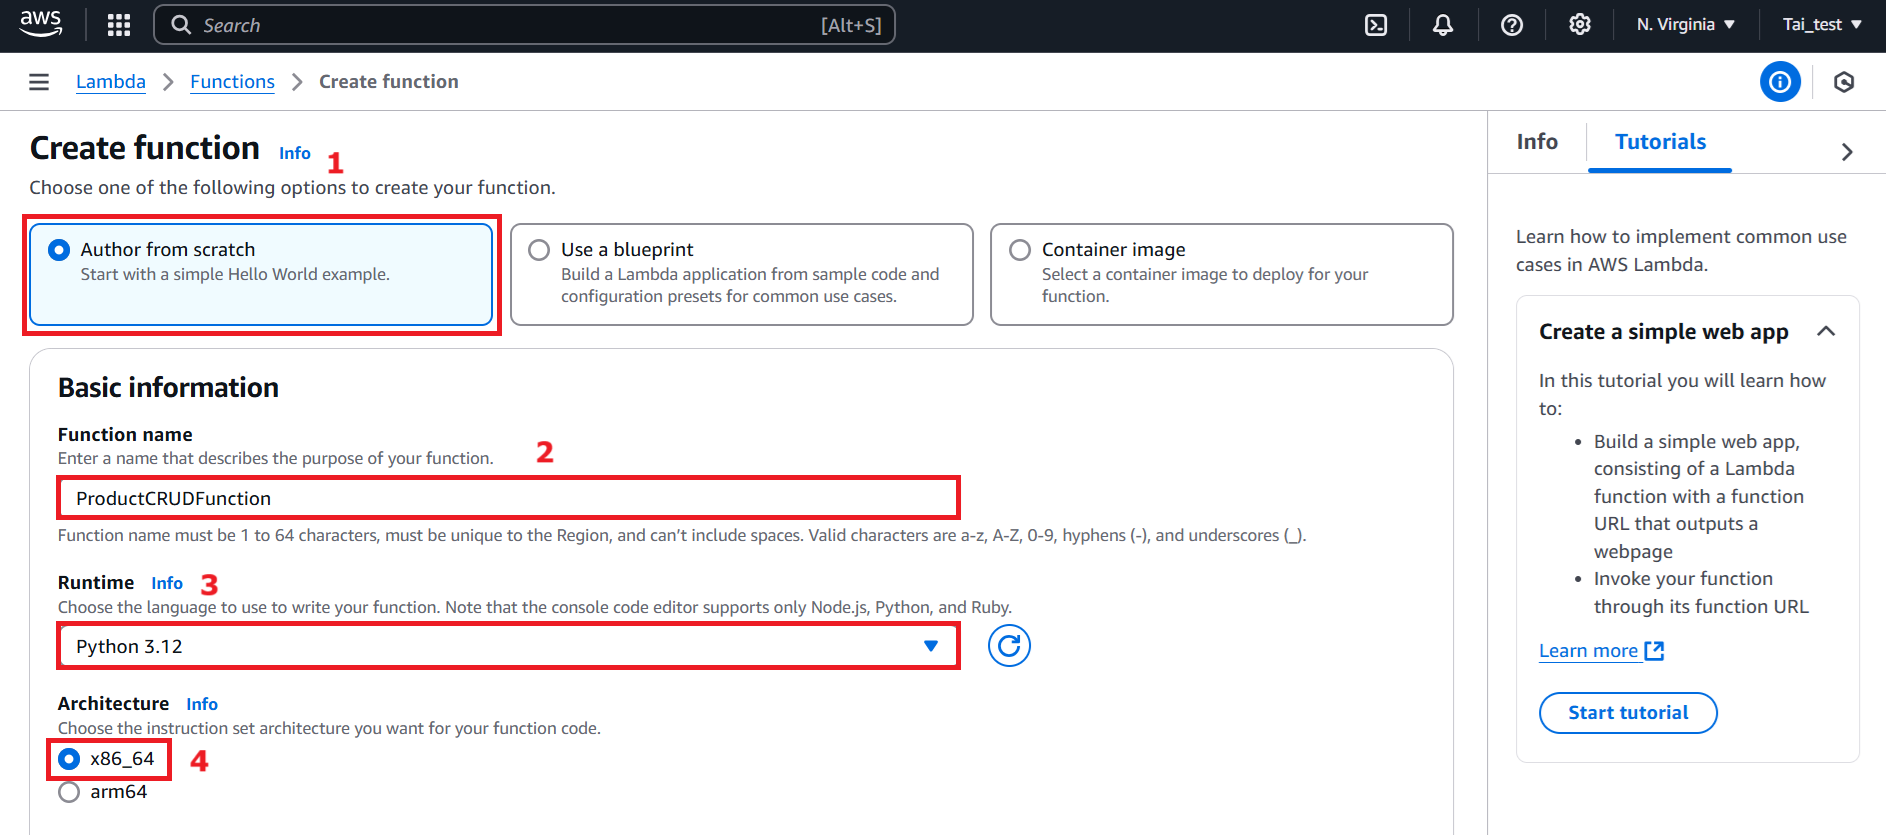 aws
Search
[Alt+S]
N. Virginia
Tai_test
Lambda
Functions
Create function
Create function
Info
1
Choose one of the following options to create your function.
Author from scratch
Start with a simple Hello World example.
Use a blueprint
Build a Lambda application from sample code and
configuration presets for common use cases.
Container image
Select a container image to deploy for your
function.
Basic information
Function name
Enter a name that describes the purpose of your function.
2
ProductCRUDFunction
Function name must be 1 to 64 characters, must be unique to the Region, and can’t include spaces. Valid characters are a-z, A-Z, 0-9, hyphens (-), and underscores (_).
Runtime
Info
3
Choose the language to use to write your function. Note that the console code editor supports only Node.js, Python, and Ruby.
Python 3.12
Architecture
Info
Choose the instruction set architecture you want for your function code.
x86_64
4
arm64
Info
Tutorials
Learn how to implement common use
cases in AWS Lambda.
Create a simple web app
In this tutorial you will learn how
to:
• Build a simple web app,
consisting of a Lambda
function with a function
URL that outputs a
webpage
• Invoke your function
through its function URL
Learn more
Start tutorial